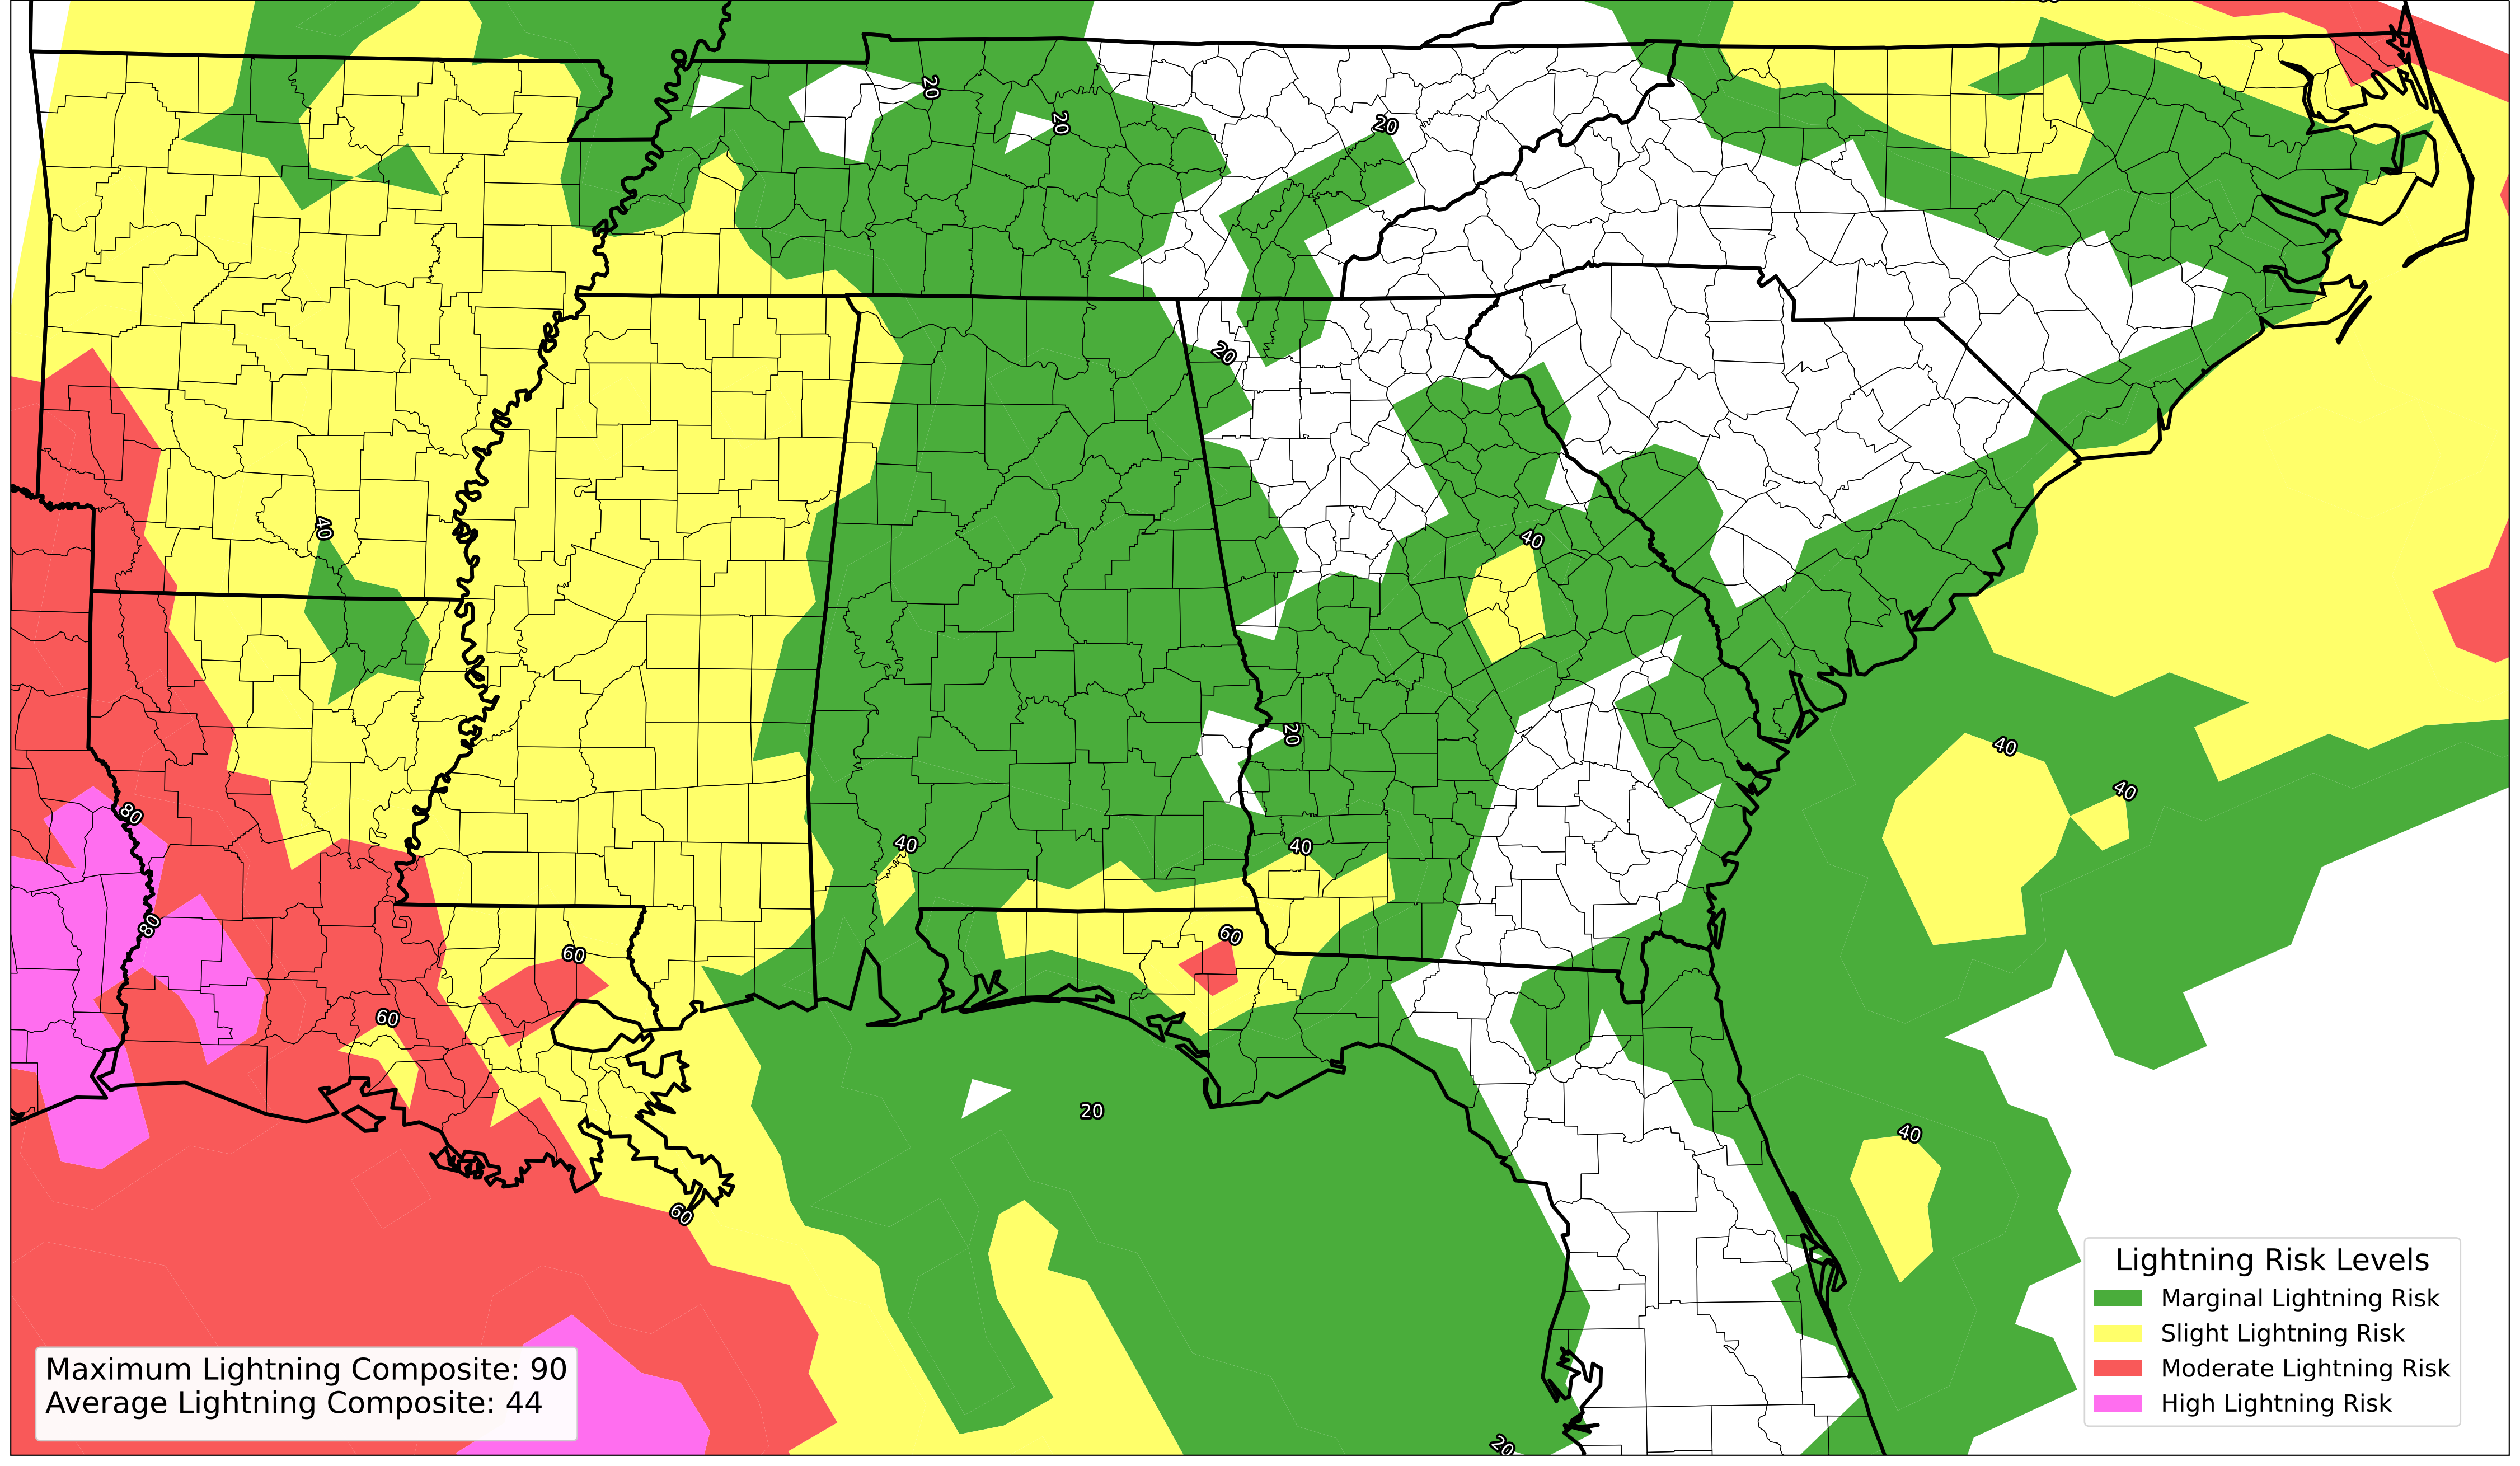 20
20
20
20
40
40
20
40
40
80
40
40
80
60
60
60
20
40
60
Lightning Risk Levels
Marginal Lightning Risk
Slight Lightning Risk
Moderate Lightning Risk
High Lightning Risk
Maximum Lightning Composite: 90
Average Lightning Composite: 44
20